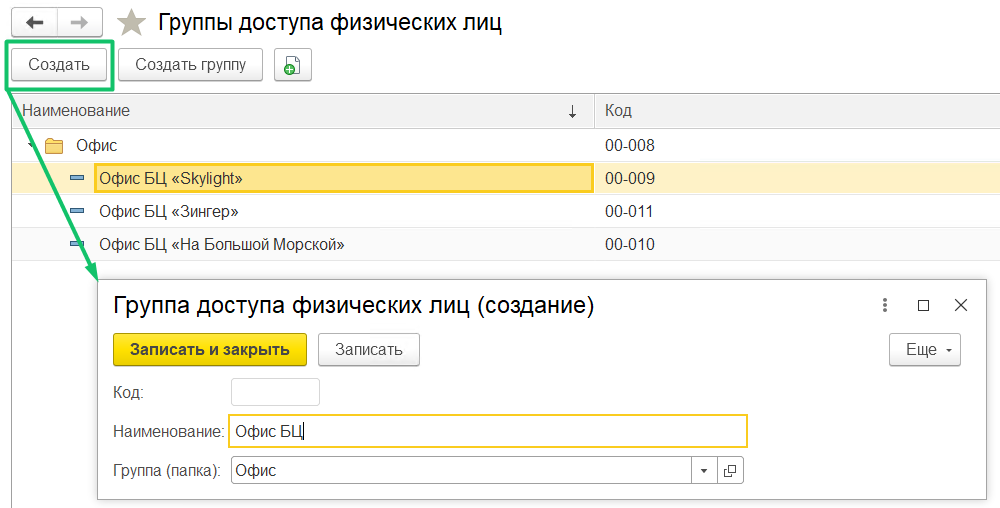 Группы доступа физических лиц
Создать Создать группу
Наименование Код
Офис 00-008
Офис БЦ «Skylight» 00-009
Офис БЦ «Зингер» 00-011
Офис БЦ «На Большой Морской» 00-010
Группа доступа физических лиц (создание)
Записать и закрыть Записать Еще
Код:
Наименование: Офис БЦ
Группа (папка): Офис